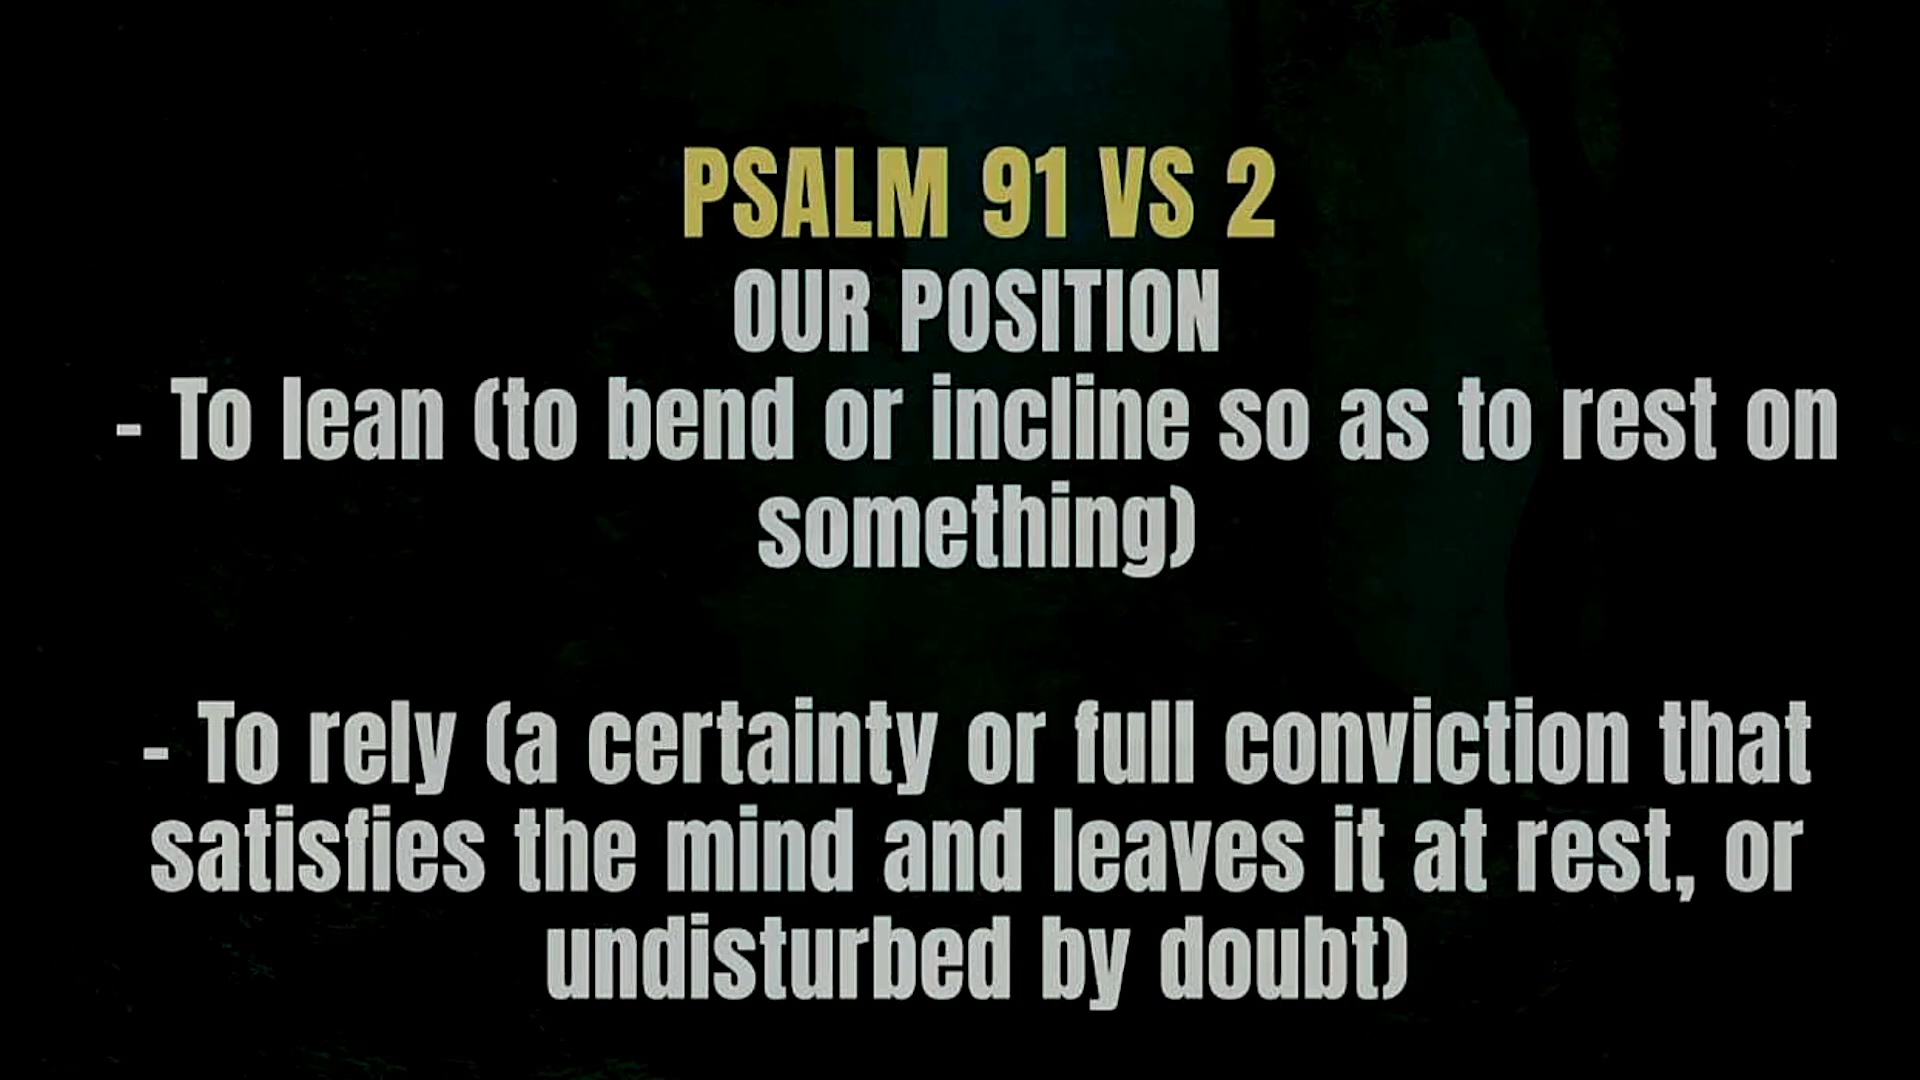 PSALM 91 VS 2
OUR POSITION
- To lean (to bend or incline so as to rest on
something)
- To rely (a certainty or full conviction that
satisfies the mind and leaves it at rest, or
undisturbed by doubt)